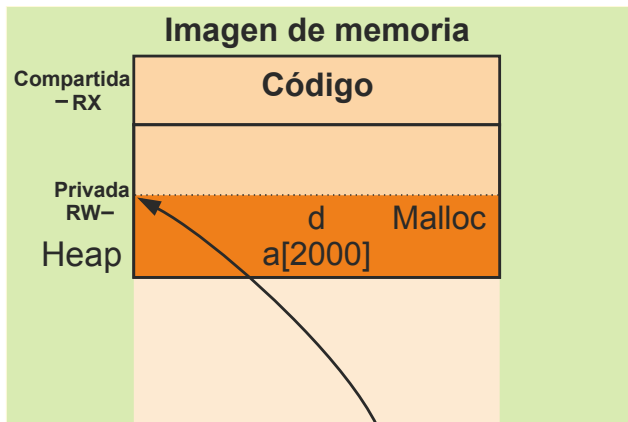 Imagen de memoria
Compartida
– RX
Código
Privada
RW–
d Malloc
Heap
a[2000]